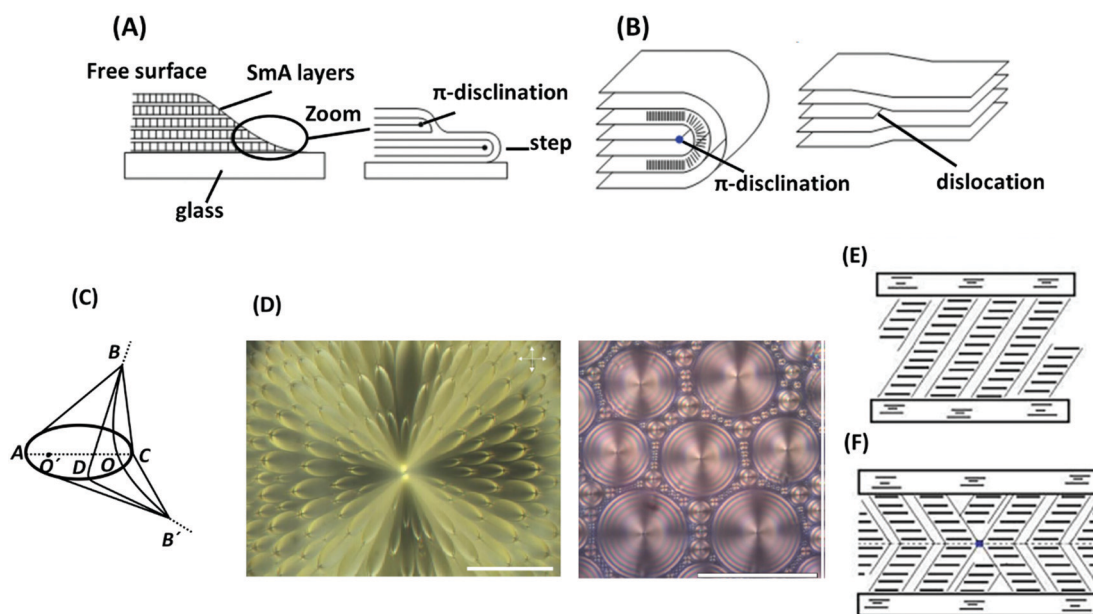 (A)
Free surface
SmA layers
Zoom
π-disclination
step
glass
(B)
π-disclination
dislocation
(C)
B
A
O´
D
O
C
B´
(D)
(E)
(F)